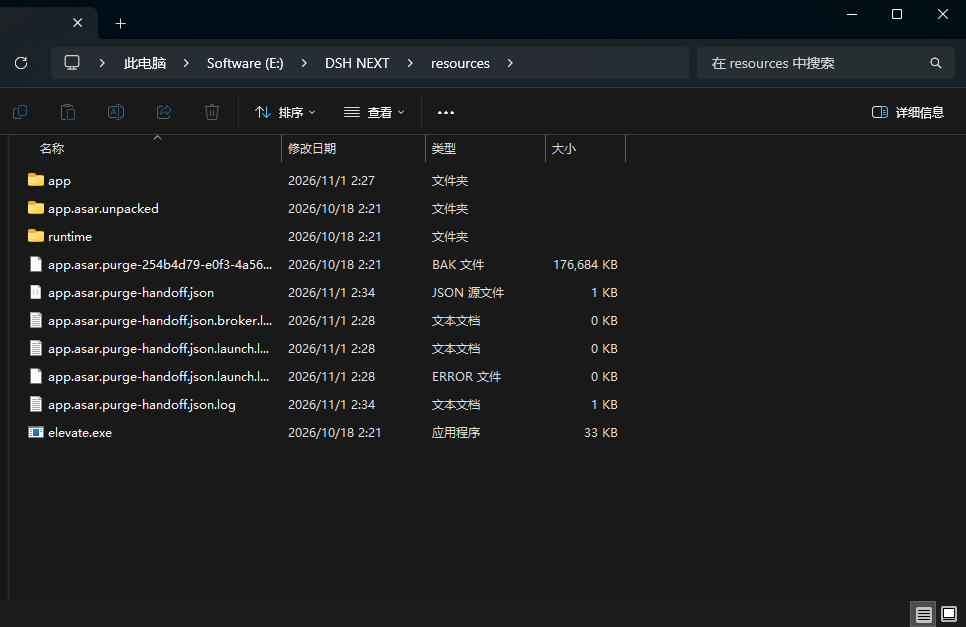 此电脑 Software (E:) DSH NEXT resources 在 resources 中搜索
排序 查看 详细信息
名称 修改日期 类型 大小
app 2026/11/1 2:27 文件夹
app.asar.unpacked 2026/10/18 2:21 文件夹
runtime 2026/10/18 2:21 文件夹
app.asar.purge-254b4d79-e0f3-4a56... 2026/10/18 2:21 BAK 文件 176,684 KB
app.asar.purge-handoff.json 2026/11/1 2:34 JSON 源文件 1 KB
app.asar.purge-handoff.json.broker.l... 2026/11/1 2:28 文本文档 0 KB
app.asar.purge-handoff.json.launch.l... 2026/11/1 2:28 文本文档 0 KB
app.asar.purge-handoff.json.launch.l... 2026/11/1 2:28 ERROR 文件 0 KB
app.asar.purge-handoff.json.log 2026/11/1 2:34 文本文档 1 KB
elevate.exe 2026/10/18 2:21 应用程序 33 KB